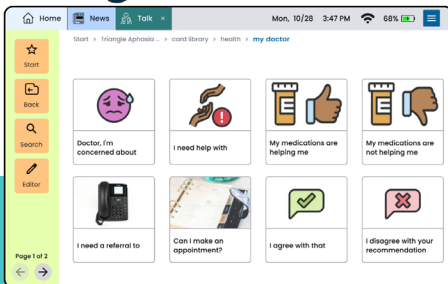 Home News Talk × Mon, 10/28 3:47 PM 68%
Start > Triangle Aphasia ... > card library > health > my doctor
Start
Back
Search
Editor
Page 1 of 2
Doctor, I'm
concerned about
I need help with
My medications are
helping me
My medications are
not helping me
I need a referral to
Can I make an
appointment?
I agree with that
I disagree with your
recommendation